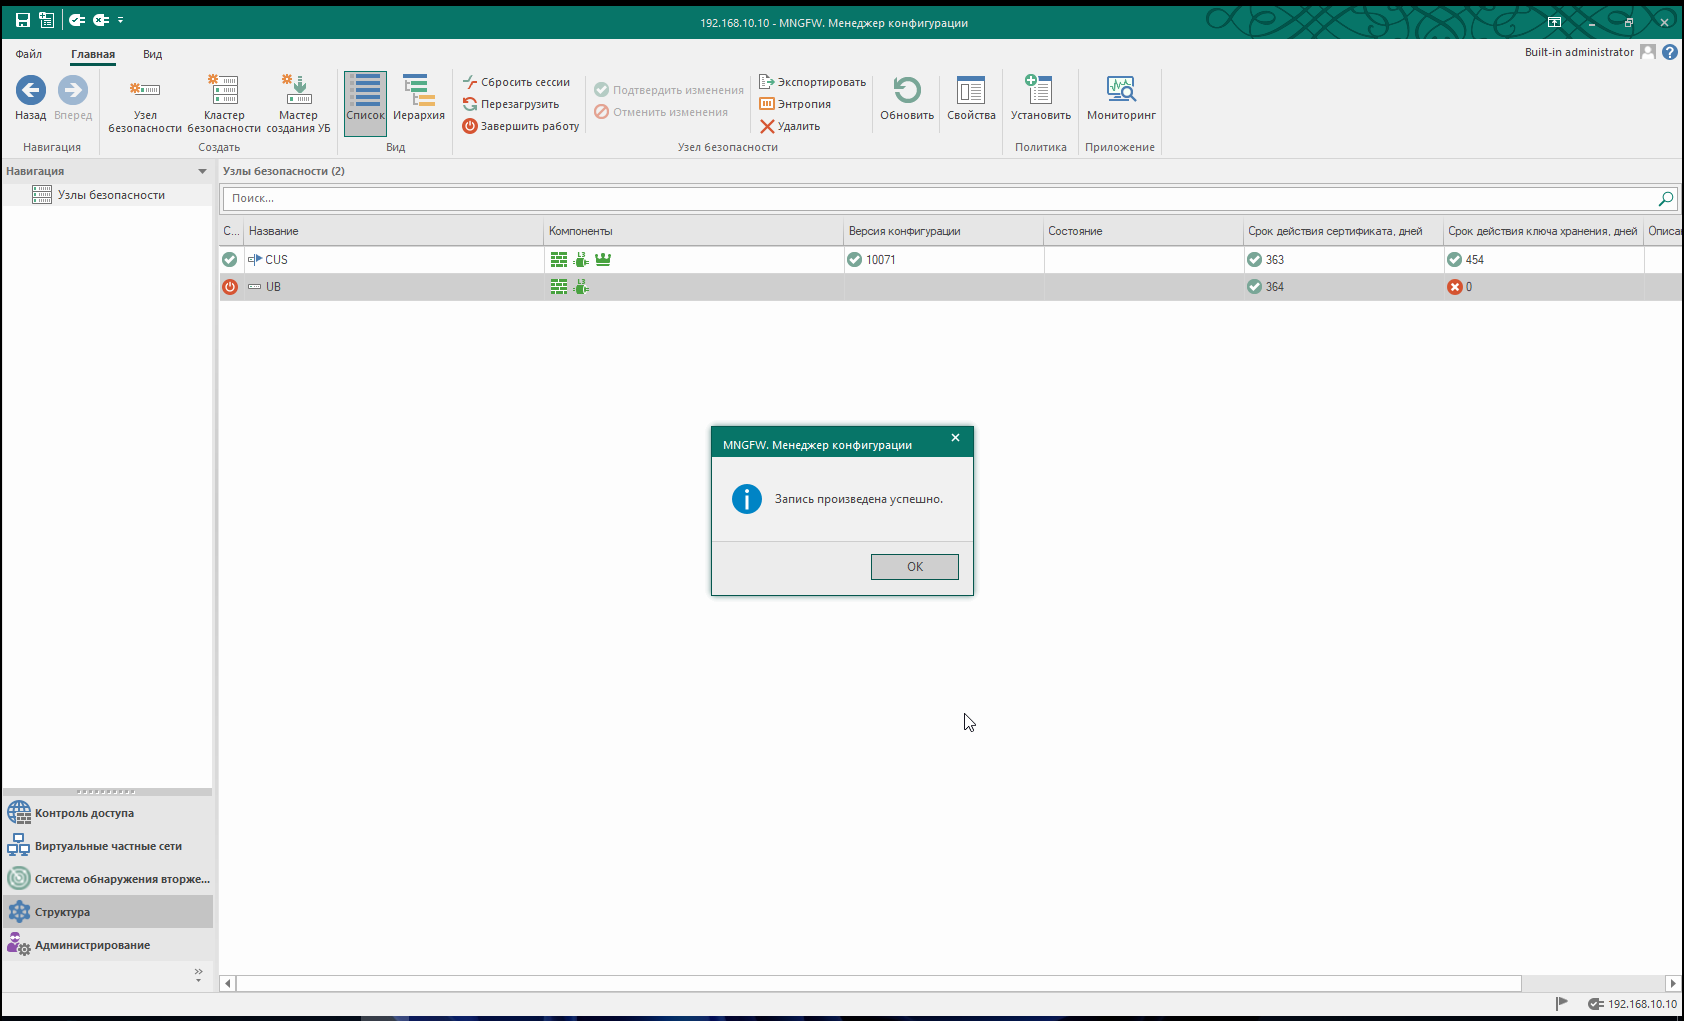 192.168.10.10 - MNGFW. Менеджер конфигурации
Файл
Главная
Вид
Built-in administrator
Назад
Вперед
Навигация
Узел безопасности
Кластер безопасности
Мастер создания УБ
Создать
Список
Иерархия
Вид
Сбросить сессии
Перезагрузить
Завершить работу
Подтвердить изменения
Отменить изменения
Экспортировать
Энтропия
Удалить
Узел безопасности
Обновить
Свойства
Установить
Политика
Мониторинг
Приложение
Навигация
Узлы безопасности
Узлы безопасности (2)
Поиск...
С... Название Компоненты Версия конфигурации Состояние Срок действия сертификата, дней Срок действия ключа хранения, дней Описа
CUS L3 10071 363 454
UB L3 364 0
MNGFW. Менеджер конфигурации
Запись произведена успешно.
OK
Контроль доступа
Виртуальные частные сети
Система обнаружения вторже...
Структура
Администрирование
192.168.10.10